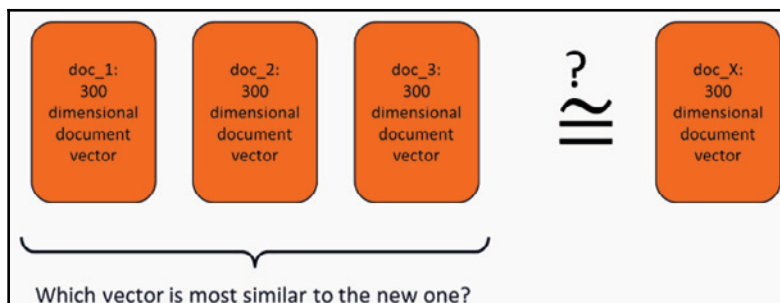 doc_1:
300
dimensional
document
vector
doc_2:
300
dimensional
document
vector
doc_3:
300
dimensional
document
vector
?
≅
doc_X:
300
dimensional
document
vector
Which vector is most similar to the new one?